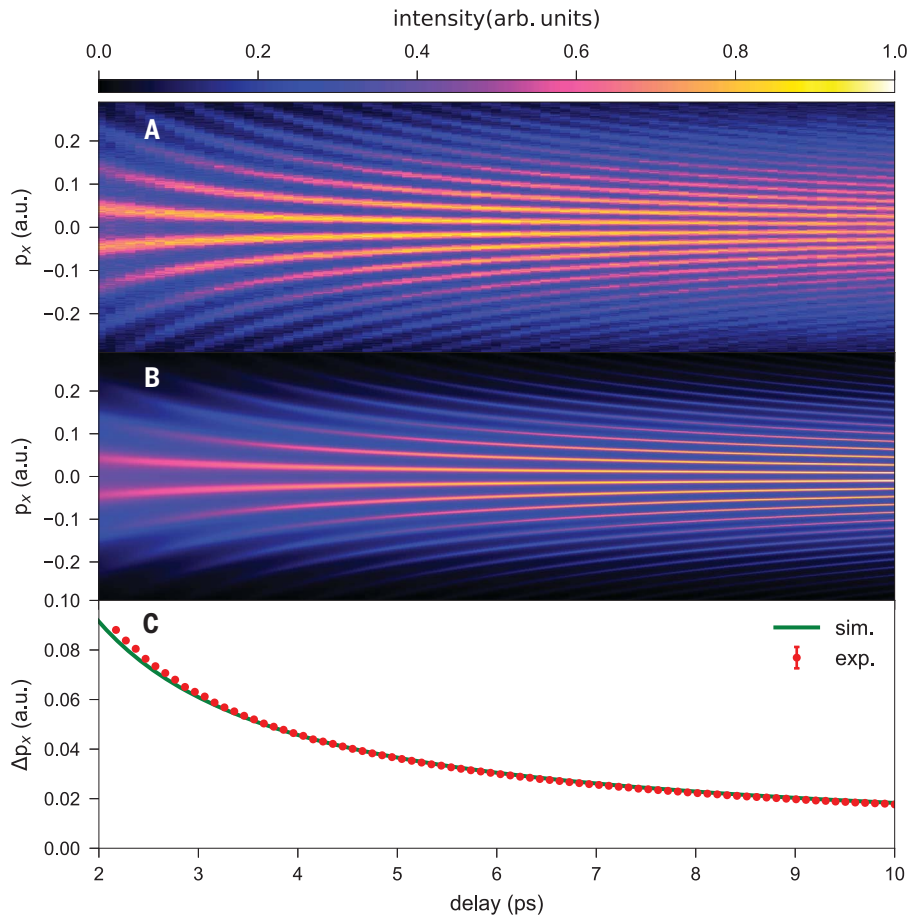 intensity(arb. units)
0.0 0.2 0.4 0.6 0.8 1.0
A
0.2
0.1
0.0
−0.1
−0.2
pₓ (a.u.)
B
0.2
0.1
0.0
−0.1
−0.2
pₓ (a.u.)
C
0.10
0.08
0.06
0.04
0.02
0.00
Δpₓ (a.u.)
sim.
exp.
2 3 4 5 6 7 8 9 10
delay (ps)